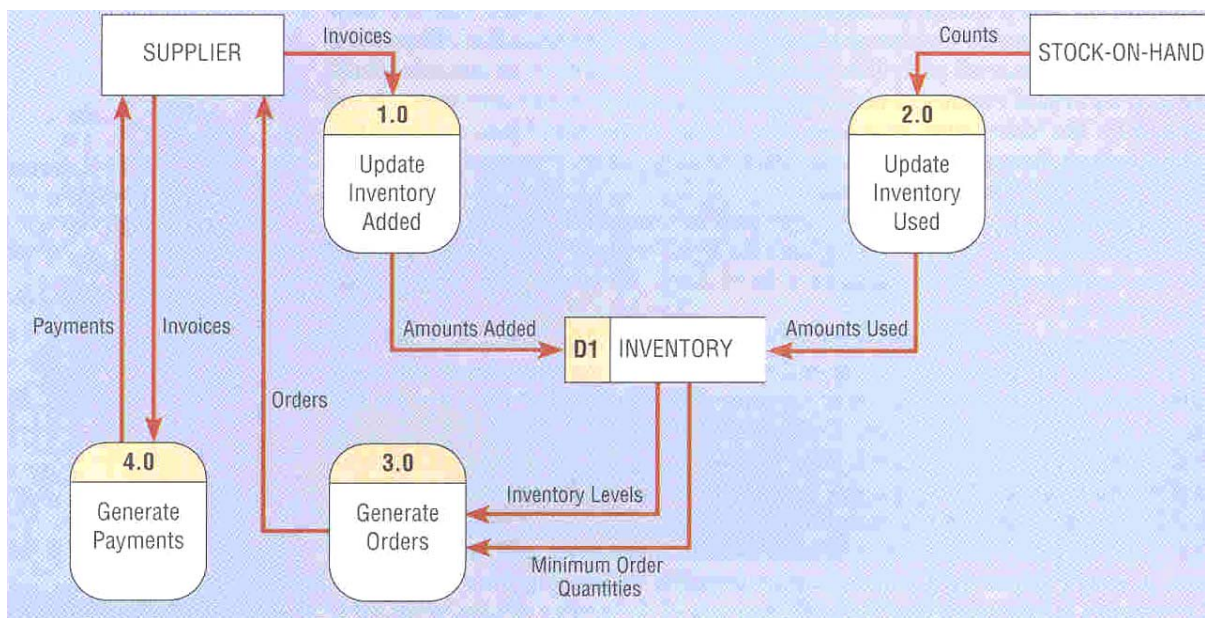 Invoices
Counts
SUPPLIER
STOCK-ON-HAND
1.0
2.0
Update
Inventory
Added
Update
Inventory
Used
Payments
Invoices
Amounts Added
D1 INVENTORY
Amounts Used
Orders
4.0
3.0
Generate
Payments
Generate
Orders
Inventory Levels
Minimum Order
Quantities